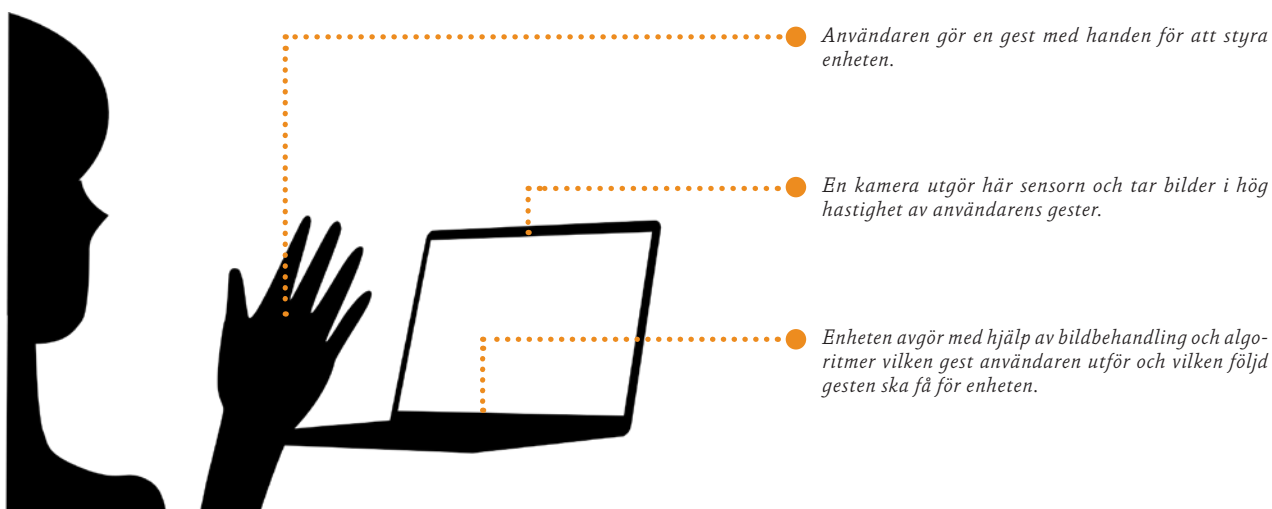 Användaren gör en gest med handen för att styra
enheten.
En kamera utgör här sensorn och tar bilder i hög
hastighet av användarens gester.
Enheten avgör med hjälp av bildbehandling och algo-
ritmer vilken gest användaren utför och vilken följd
gesten ska få för enheten.